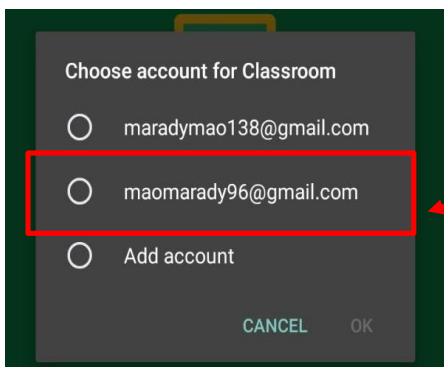 Choose account for Classroom
maradymao138@gmail.com
maomarady96@gmail.com
Add account
CANCEL OK